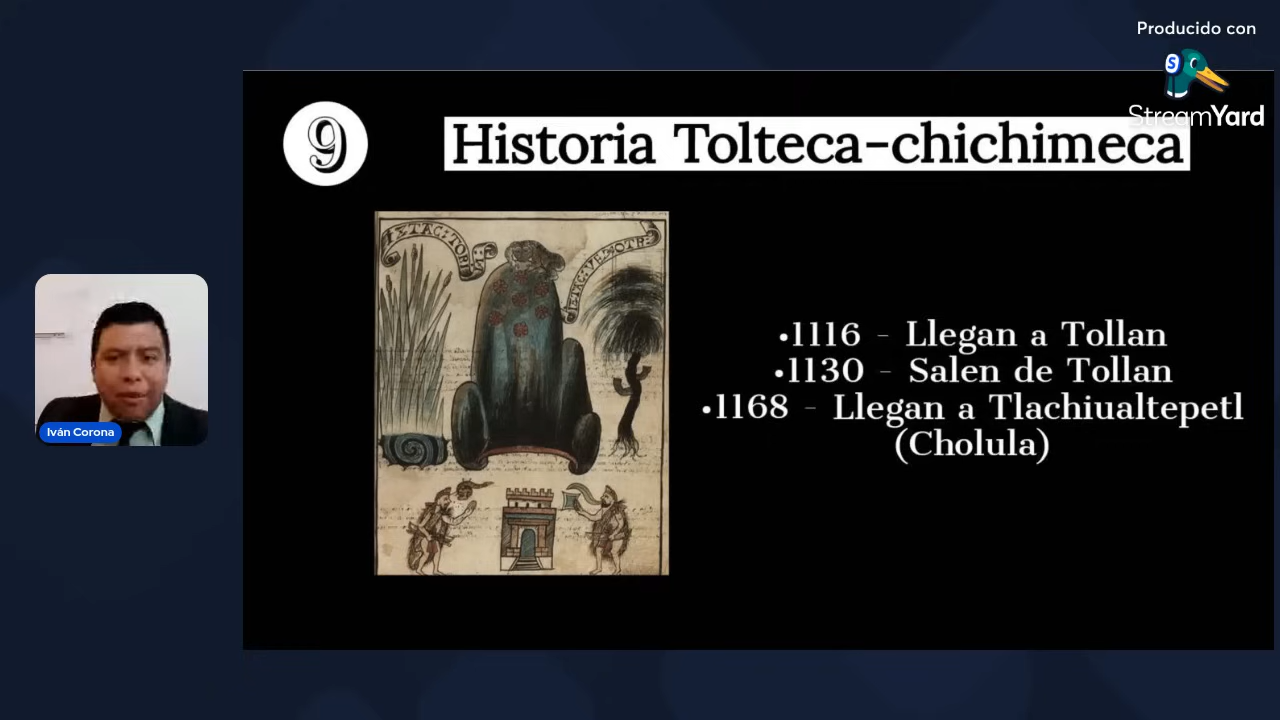 Producido con
StreamYard
9
Historia Tolteca-chichimeca
•1116 - Llegan a Tollan
•1130 - Salen de Tollan
•1168 - Llegan a Tlachiualtepetl
(Cholula)
Iván Corona